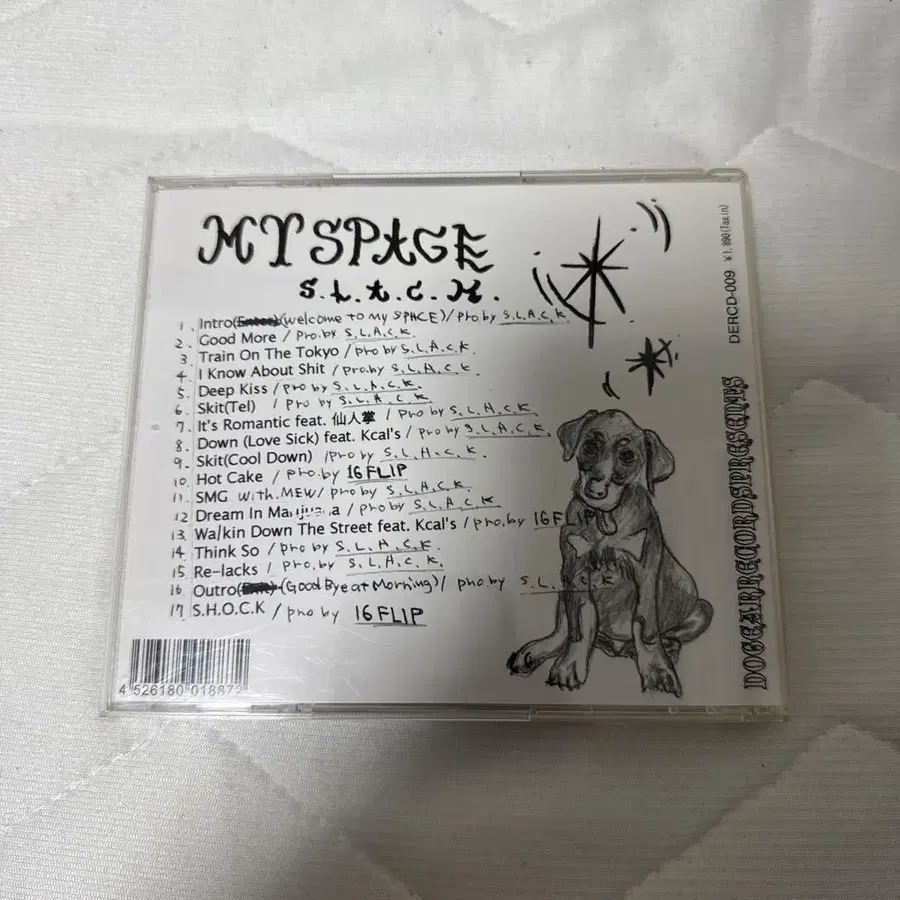 MY SPACE
S.L.A.C.K.
1. Intro(Enter)(welcome to my SPACE)/pro.by S.L.A.C.K
2. Good More / Pro.by S.L.A.C.K.
3. Train On The Tokyo / pro by S.L.A.C.K.
4. I Know About Shit / pro.by S.L.A.C.K.
5. Deep Kiss / pro by S.L.A.C.K.
6. Skit(Tel) / pro by S.L.A.C.K.
7. It's Romantic feat. 仙人掌 / pro by S.L.A.C.K.
8. Down (Love Sick) feat. Kcal's / pro by S.L.A.C.K.
9. Skit(Cool Down) /pro by S.L.A.C.K.
10. Hot Cake / pro.by 16FLIP
11. SMG with.MEW/ pro by S.L.A.C.K
12 Dream In Marijuana / pro by S.L.A.C.K
13. Walkin Down The Street feat. Kcal's / pro.by 16FLIP
14 Think So / pro by S.L.A.C.K.
15 Re-lacks / pro by S.L.A.C.K.
16 Outro (Good Bye at Morning)/ pro by S.L.A.C.K
17 S.H.O.C.K / pro by 16FLIP
4 526180 018872
DERCD-009 ¥1,890(Tax in)
DOGEARRECORDSPRESENTS